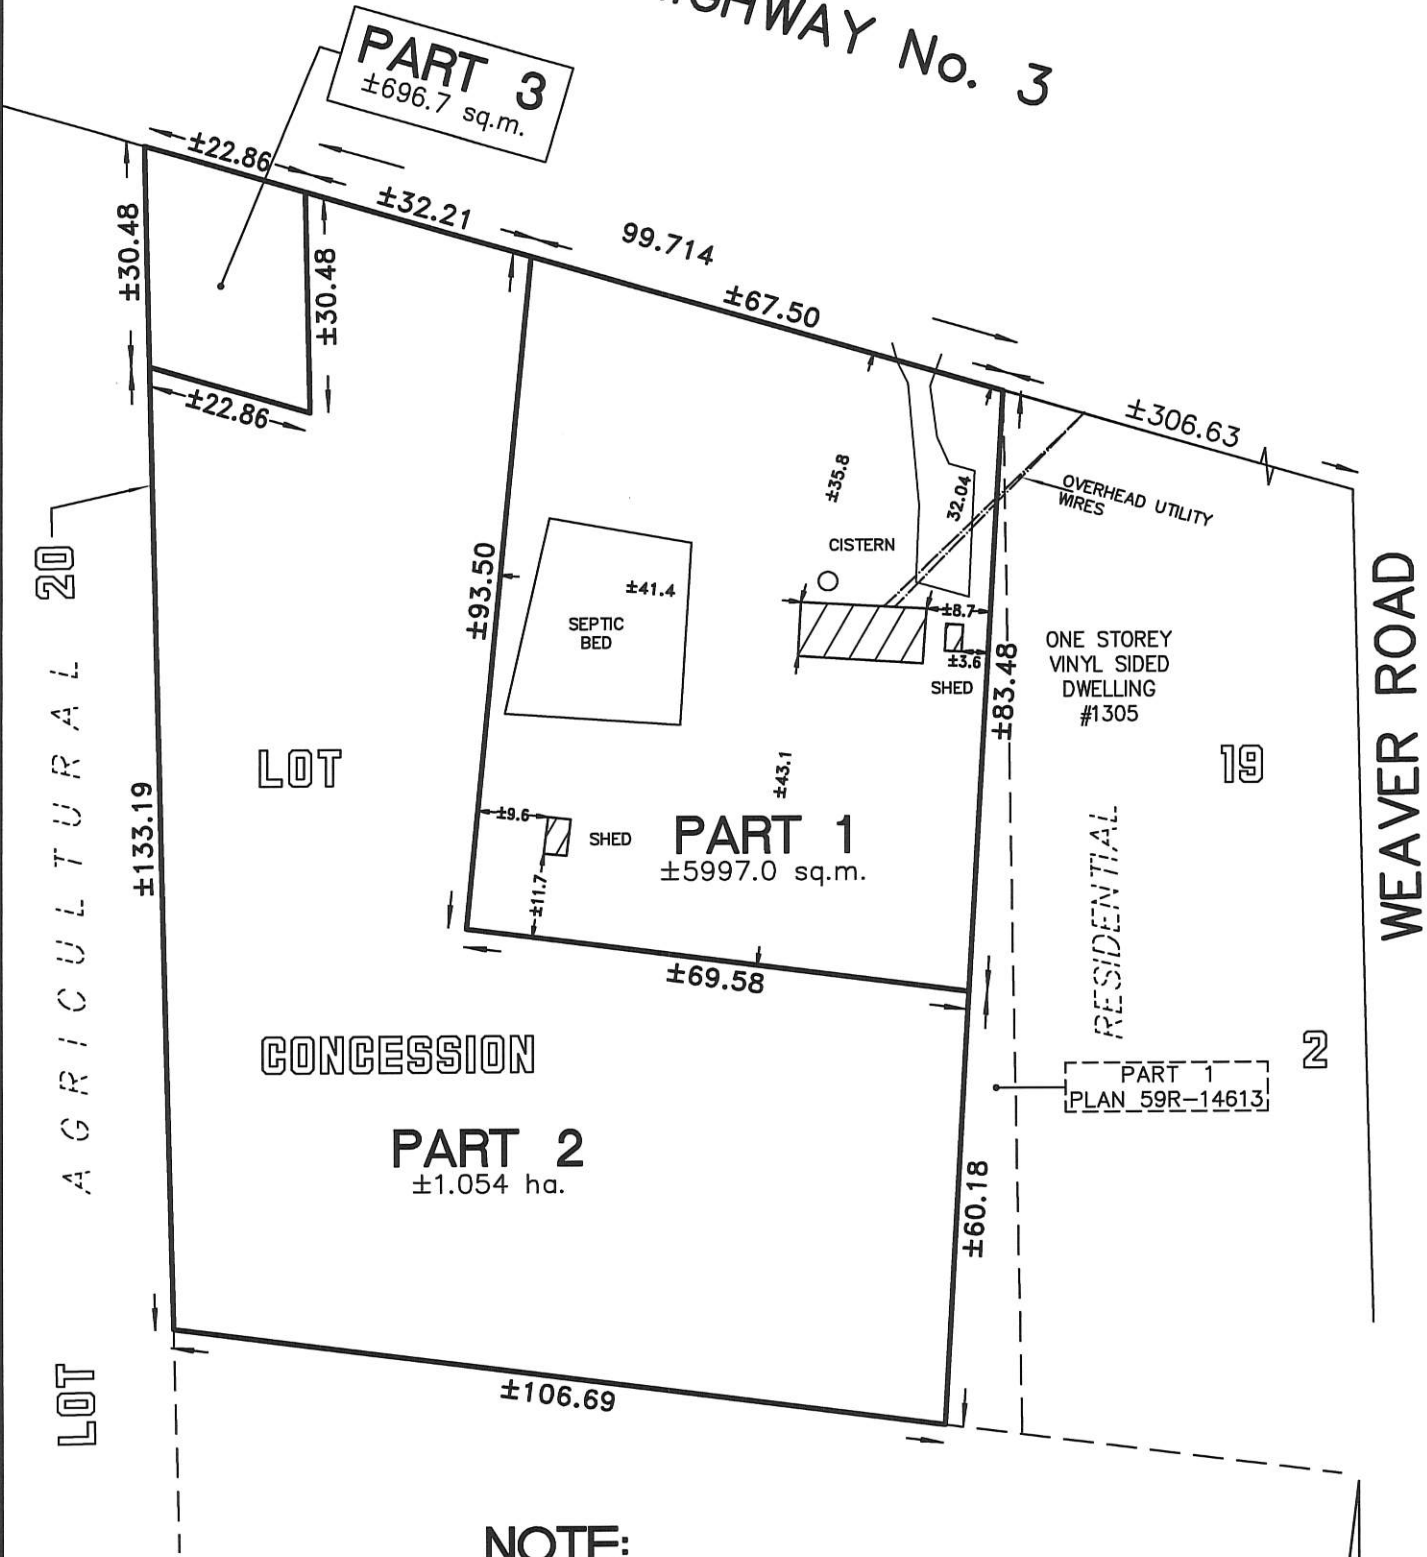 HIGHWAY No. 3
PART 3
±696.7 sq.m.
±22.86
±32.21
99.714
±67.50
±306.63
±30.48
±30.48
±22.86
OVERHEAD UTILITY
WIRES
±35.8
32.04
CISTERN
±93.50
±41.4
SEPTIC
BED
±8.7
±3.6
SHED
±83.48
ONE STOREY
VINYL SIDED
DWELLING
#1305
WEAVER ROAD
LOT 20
AGRICULTURAL
LOT
19
±133.19
±43.1
±9.6
SHED
±11.7
PART 1
±5997.0 sq.m.
RESIDENTIAL
±69.58
CONCESSION
2
PART 1
PLAN 59R-14613
PART 2
±1.054 ha.
±60.18
±106.69
NOTE: